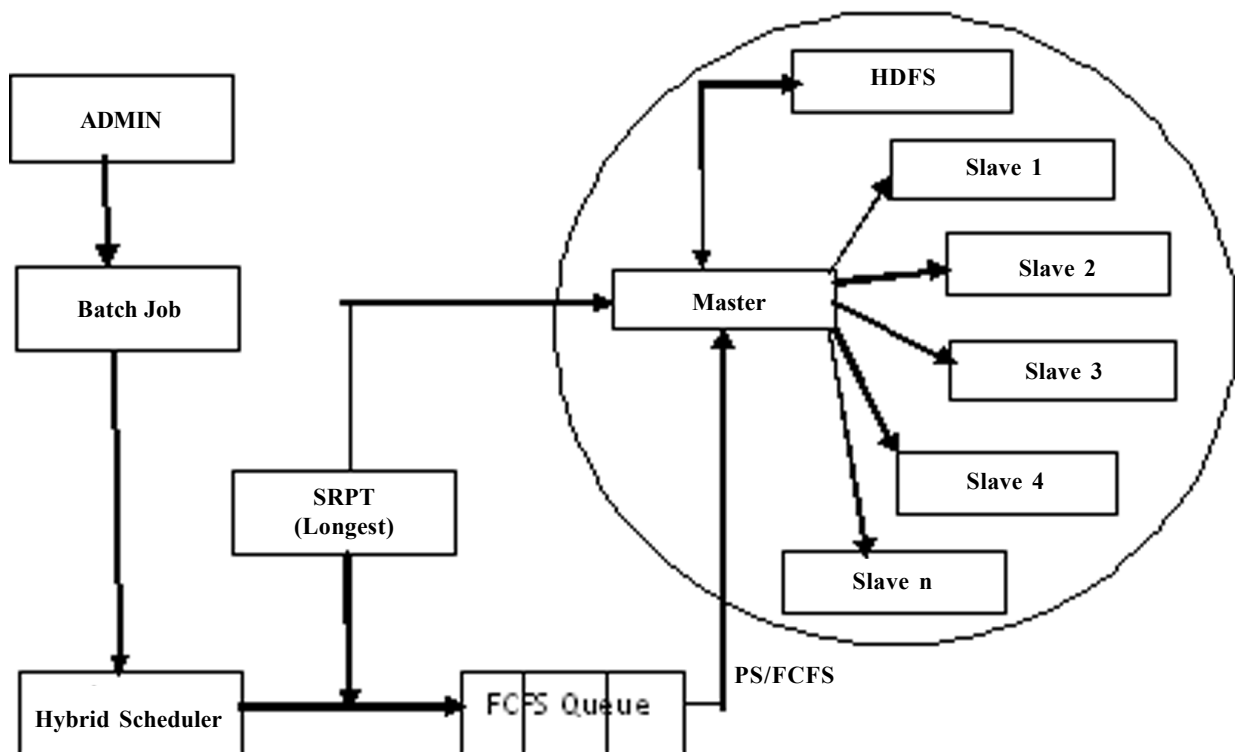 ADMIN
HDFS
Slave 1
Batch Job
Master
Slave 2
Slave 3
SRPT
(Longest)
Slave 4
Slave n
PS/FCFS
Hybrid Scheduler
FCFS Queue